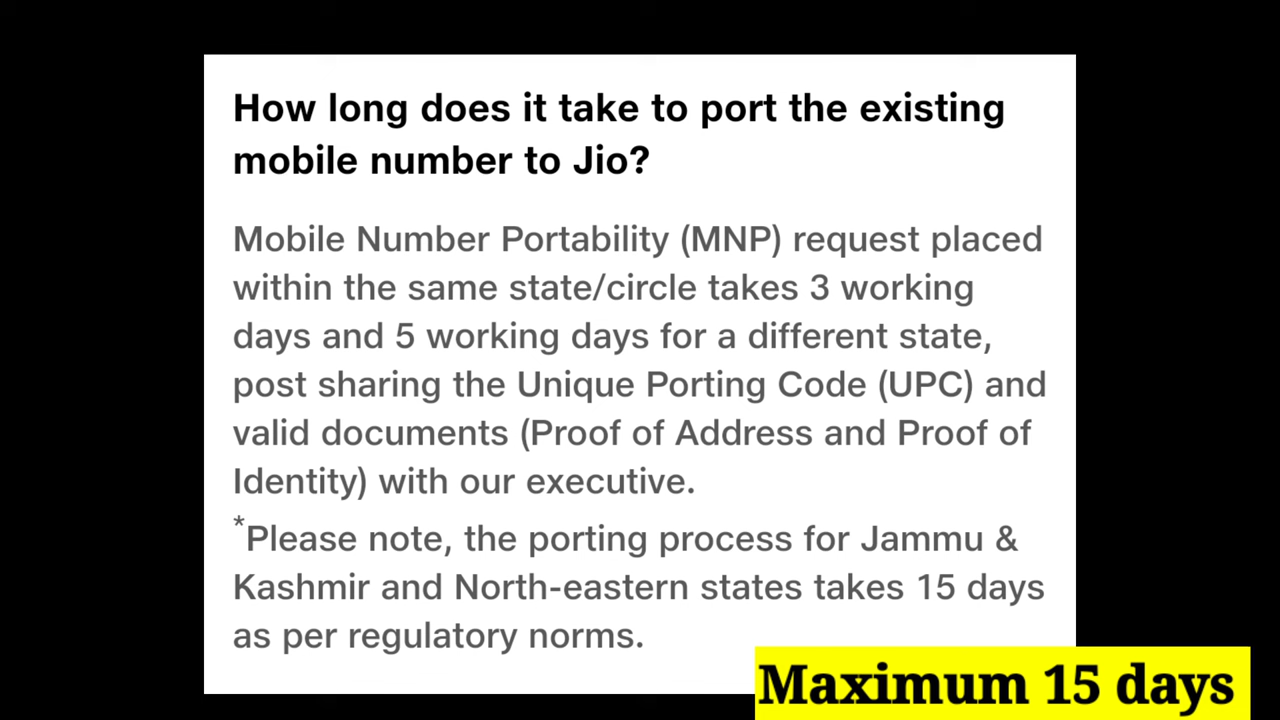 How long does it take to port the existing
mobile number to Jio?
Mobile Number Portability (MNP) request placed
within the same state/circle takes 3 working
days and 5 working days for a different state,
post sharing the Unique Porting Code (UPC) and
valid documents (Proof of Address and Proof of
Identity) with our executive.
*Please note, the porting process for Jammu &
Kashmir and North-eastern states takes 15 days
as per regulatory norms.
Maximum 15 days